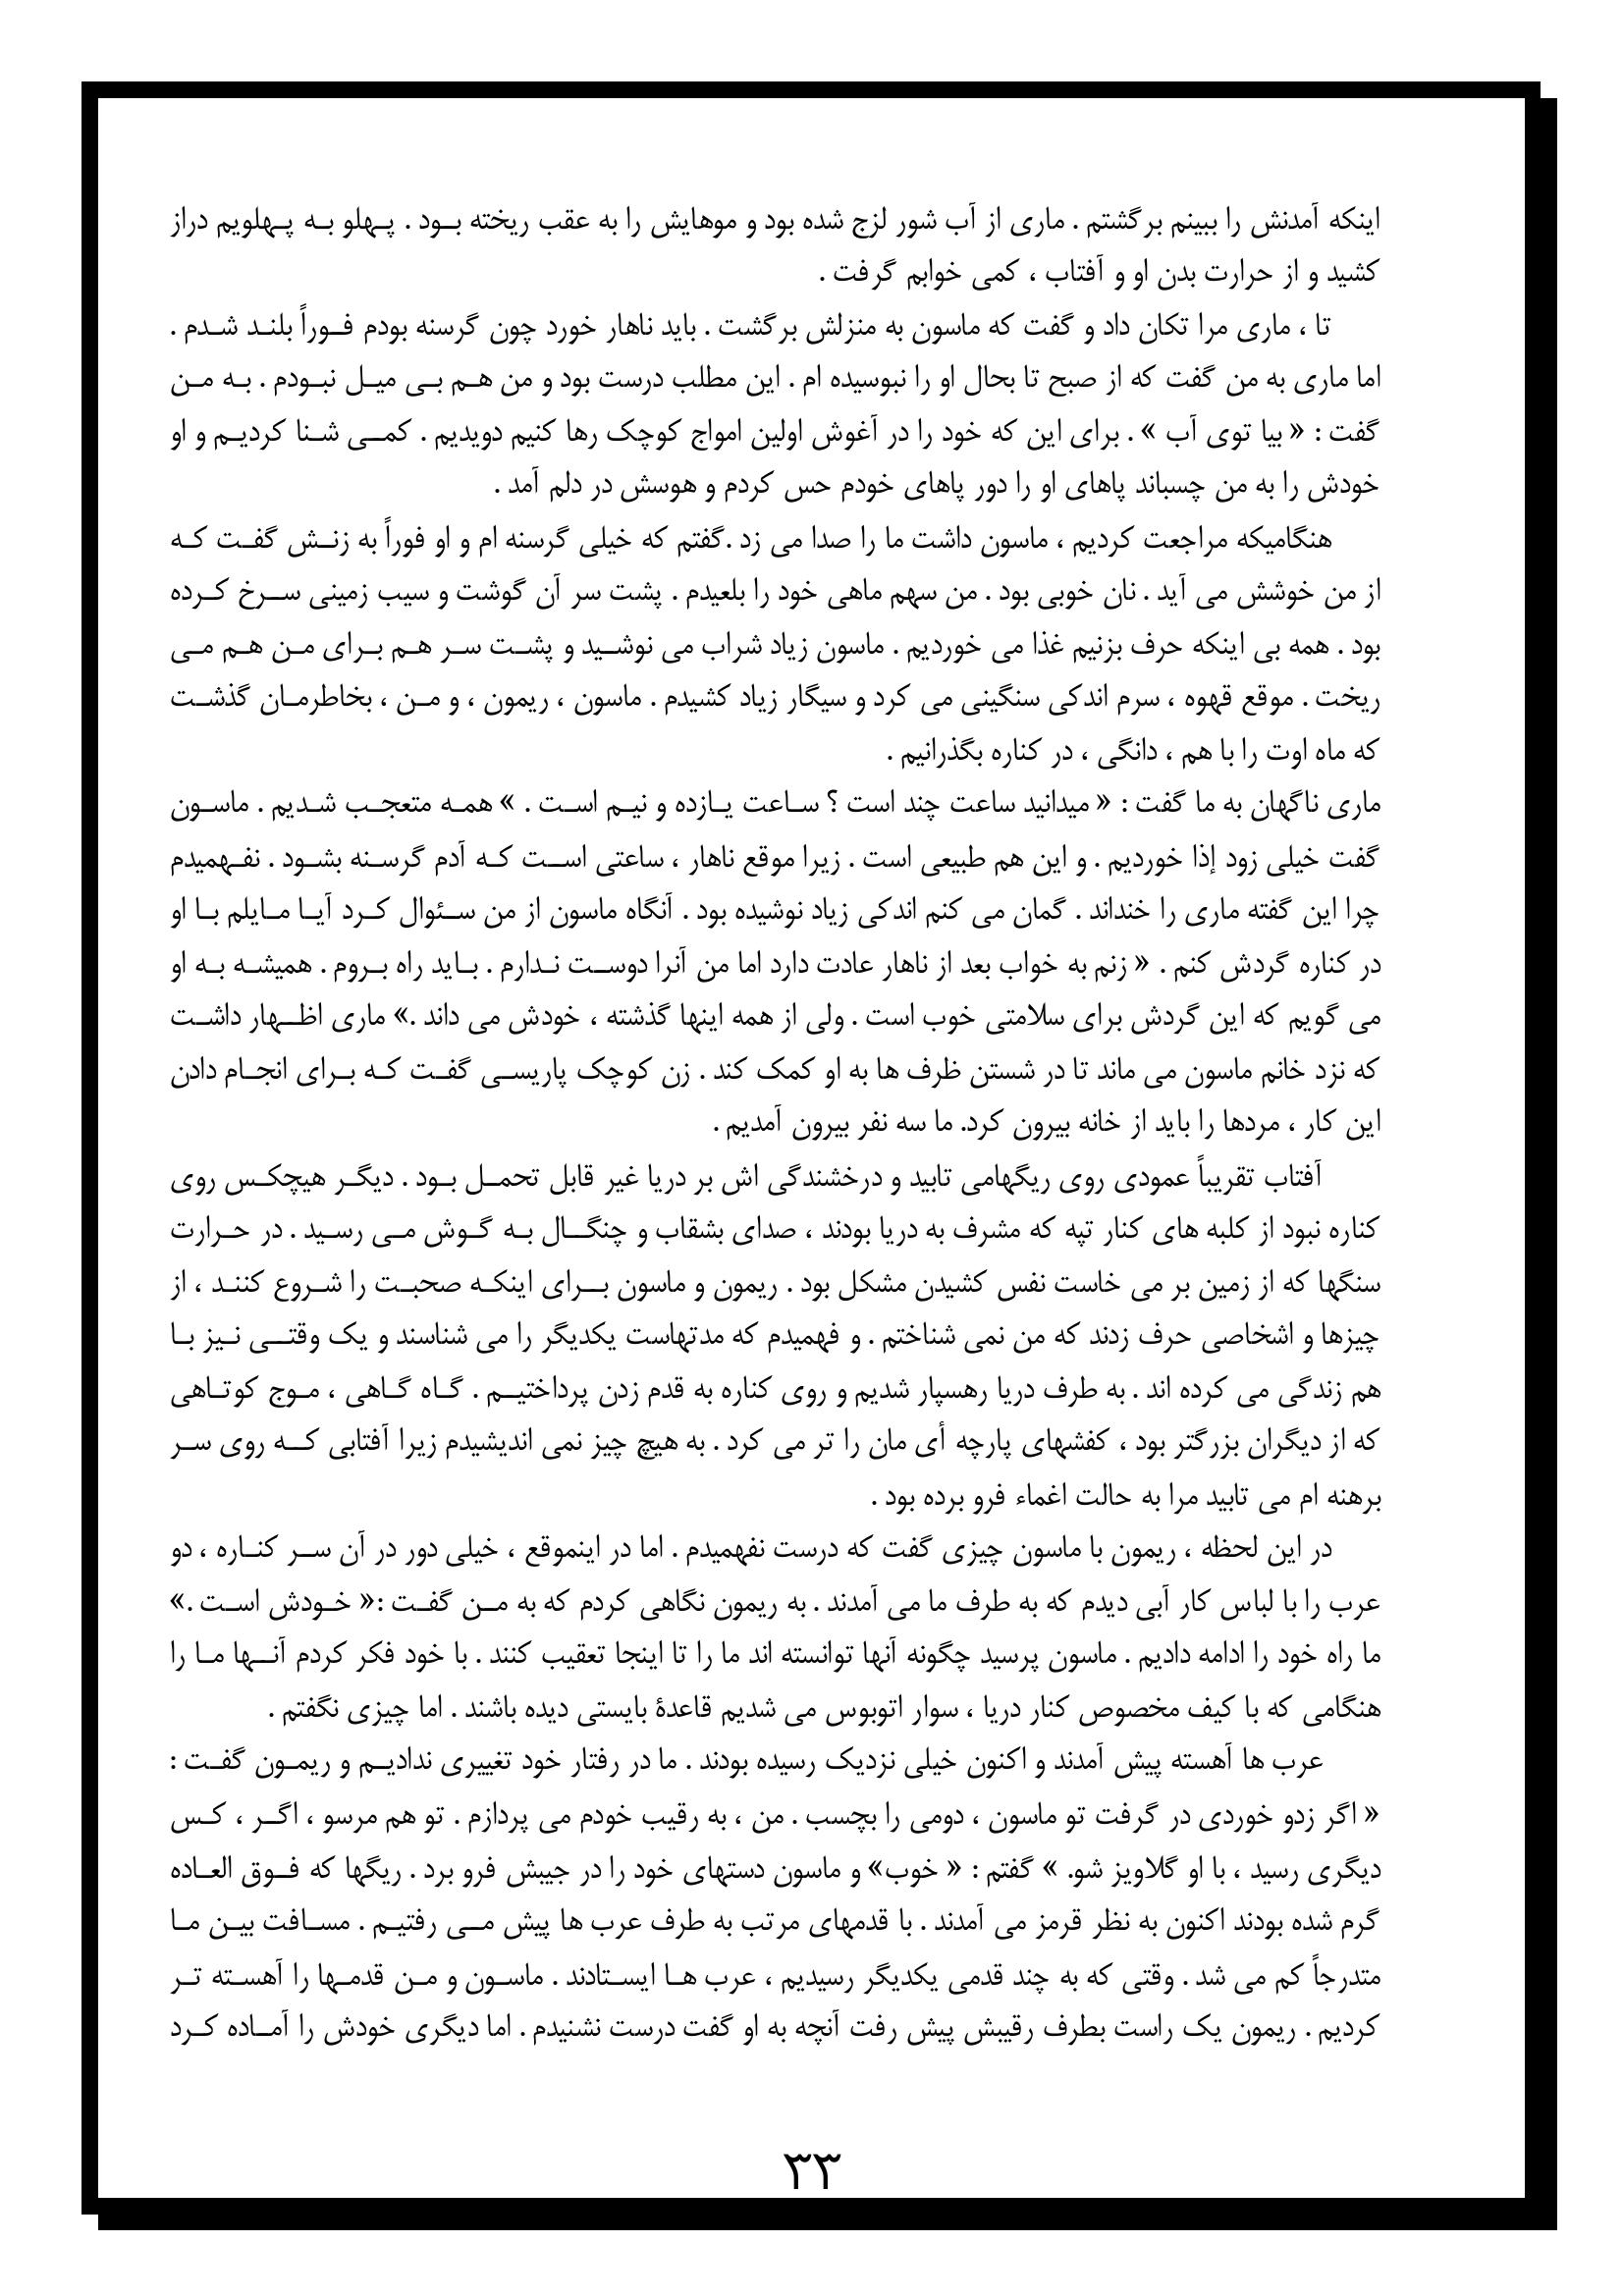 اینکه آمدنش را ببینم برگشتم . ماری از آب شور لزج شده بود و موهایش را به عقب ریخته بود . پهلو به پهلویم دراز
کشید و از حرارت بدن او و آفتاب ، کمی خوابم گرفت .
تا ، ماری مرا تکان داد و گفت که ماسون به منزلش برگشت . باید ناهار خورد چون گرسنه بودم فوراً بلند شدم .
اما ماری به من گفت که از صبح تا بحال او را نبوسیده ام . این مطلب درست بود و من هم بی میل نبودم . به من
گفت : « بیا توی آب » . برای این که خود را در آغوش اولین امواج کوچک رها کنیم دویدیم . کمی شنا کردیم و او
خودش را به من چسباند پاهای او را دور پاهای خودم حس کردم و هوسش در دلم آمد .
هنگامیکه مراجعت کردیم ، ماسون داشت ما را صدا می زد .گفتم که خیلی گرسنه ام و او فوراً به زنش گفت که
از من خوشش می آید . نان خوبی بود . من سهم ماهی خود را بلعیدم . پشت سر آن گوشت و سیب زمینی سرخ کرده
بود . همه بی اینکه حرف بزنیم غذا می خوردیم . ماسون زیاد شراب می نوشید و پشت سر هم برای من هم می
ریخت . موقع قهوه ، سرم اندکی سنگینی می کرد و سیگار زیاد کشیدم . ماسون ، ریمون ، و من ، بخاطرمان گذشت
که ماه اوت را با هم ، دانگی ، در کناره بگذرانیم .
ماری ناگهان به ما گفت : « میدانید ساعت چند است ؟ ساعت یازده و نیم است . » همه متعجب شدیم . ماسون
گفت خیلی زود إذا خوردیم . و این هم طبیعی است . زیرا موقع ناهار ، ساعتی است که آدم گرسنه بشود . نفهمیدم
چرا این گفته ماری را خنداند . گمان می کنم اندکی زیاد نوشیده بود . آنگاه ماسون از من سئوال کرد آیا مایلم با او
در کناره گردش کنم . « زنم به خواب بعد از ناهار عادت دارد اما من آنرا دوست ندارم . باید راه بروم . همیشه به او
می گویم که این گردش برای سلامتی خوب است . ولی از همه اینها گذشته ، خودش می داند .» ماری اظهار داشت
که نزد خانم ماسون می ماند تا در شستن ظرف ها به او کمک کند . زن کوچک پاریسی گفت که برای انجام دادن
این کار ، مردها را باید از خانه بیرون کرد. ما سه نفر بیرون آمدیم .
آفتاب تقریباً عمودی روی ریگهامی تابید و درخشندگی اش بر دریا غیر قابل تحمل بود . دیگر هیچکس روی
کناره نبود از کلبه های کنار تپه که مشرف به دریا بودند ، صدای بشقاب و چنگال به گوش می رسید . در حرارت
سنگها که از زمین بر می خاست نفس کشیدن مشکل بود . ریمون و ماسون برای اینکه صحبت را شروع کنند ، از
چیزها و اشخاصی حرف زدند که من نمی شناختم . و فهمیدم که مدتهاست یکدیگر را می شناسند و یک وقتی نیز با
هم زندگی می کرده اند . به طرف دریا رهسپار شدیم و روی کناره به قدم زدن پرداختیم . گاه گاهی ، موج کوتاهی
که از دیگران بزرگتر بود ، کفشهای پارچه أی مان را تر می کرد . به هیچ چیز نمی اندیشیدم زیرا آفتابی که روی سر
برهنه ام می تابید مرا به حالت اغماء فرو برده بود .
در این لحظه ، ریمون با ماسون چیزی گفت که درست نفهمیدم . اما در اینموقع ، خیلی دور در آن سر کناره ، دو
عرب را با لباس کار آبی دیدم که به طرف ما می آمدند . به ریمون نگاهی کردم که به من گفت :« خودش است .»
ما راه خود را ادامه دادیم . ماسون پرسید چگونه آنها توانسته اند ما را تا اینجا تعقیب کنند . با خود فکر کردم آنها ما را
هنگامی که با کیف مخصوص کنار دریا ، سوار اتوبوس می شدیم قاعدۀ بایستی دیده باشند . اما چیزی نگفتم .
عرب ها آهسته پیش آمدند و اکنون خیلی نزدیک رسیده بودند . ما در رفتار خود تغییری ندادیم و ریمون گفت :
« اگر زدو خوردی در گرفت تو ماسون ، دومی را بچسب . من ، به رقیب خودم می پردازم . تو هم مرسو ، اگر ، کس
دیگری رسید ، با او گلاویز شو. » گفتم : « خوب» و ماسون دستهای خود را در جیبش فرو برد . ریگها که فوق العاده
گرم شده بودند اکنون به نظر قرمز می آمدند . با قدمهای مرتب به طرف عرب ها پیش می رفتیم . مسافت بین ما
متدرجاً کم می شد . وقتی که به چند قدمی یکدیگر رسیدیم ، عرب ها ایستادند . ماسون و من قدمها را آهسته تر
کردیم . ریمون یک راست بطرف رقیبش پیش رفت آنچه به او گفت درست نشنیدم . اما دیگری خودش را آماده کرد
۳۳